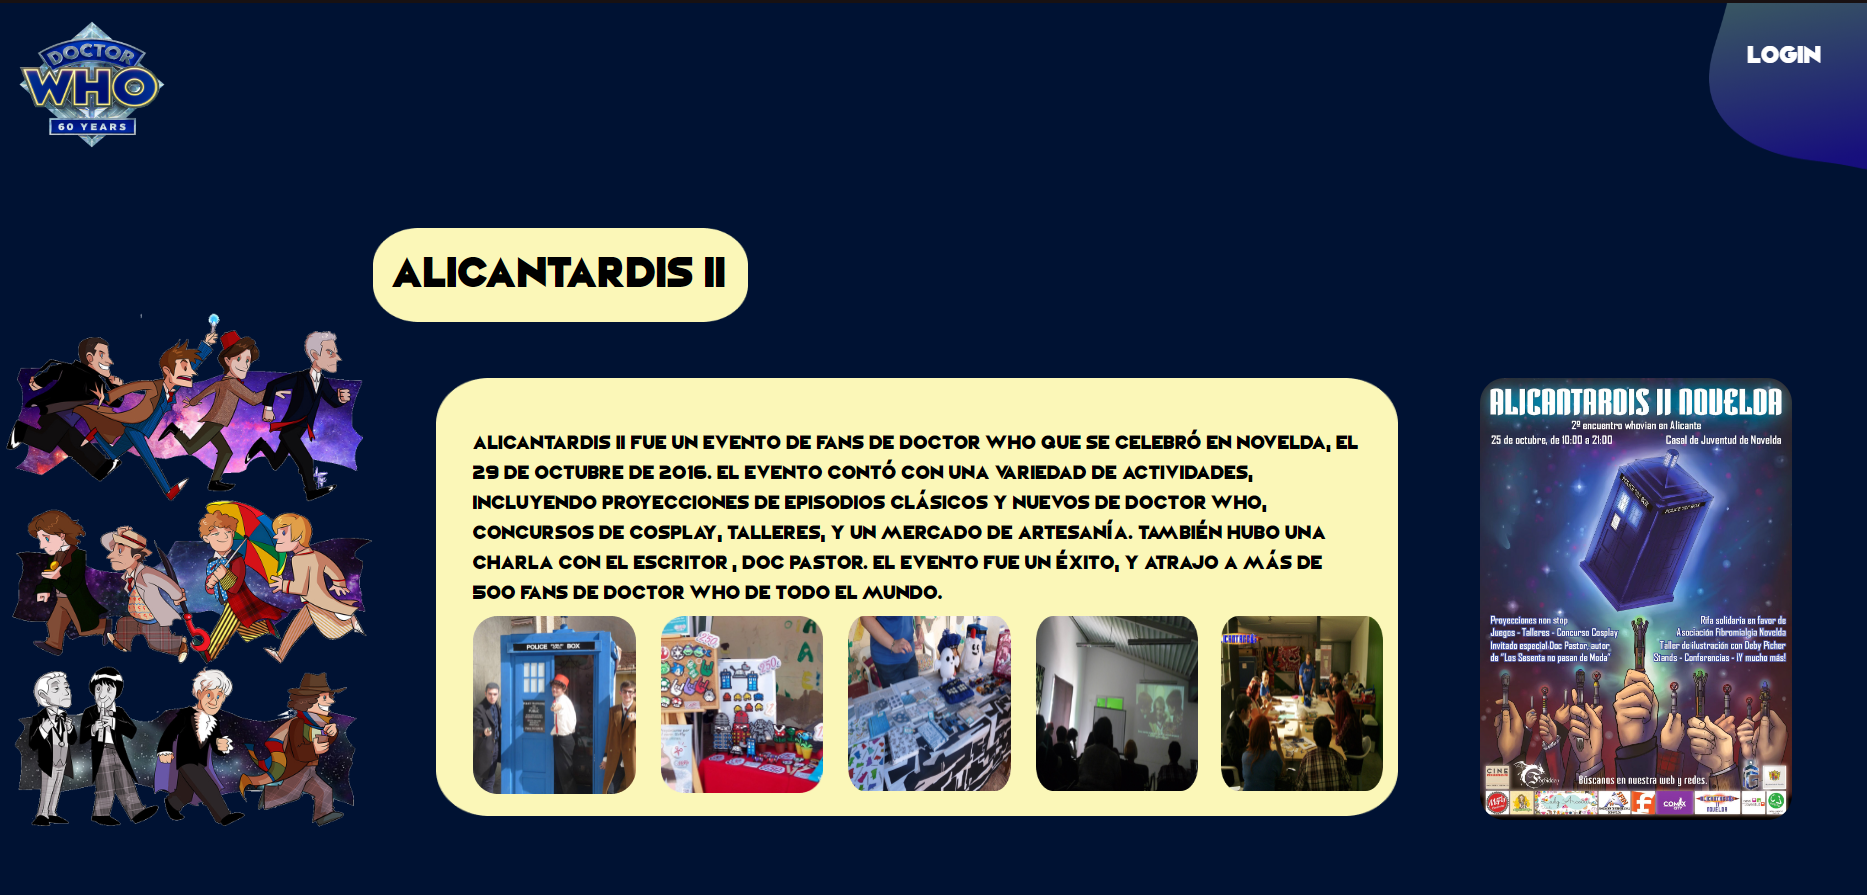 DOCTOR
WHO
60 YEARS
LOGIN
ALICANTARDIS II
ALICANTARDIS II FUE UN EVENTO DE FANS DE DOCTOR WHO QUE SE CELEBRÓ EN NOVELDA, EL
29 DE OCTUBRE DE 2016. EL EVENTO CONTÓ CON UNA VARIEDAD DE ACTIVIDADES,
INCLUYENDO PROYECCIONES DE EPISODIOS CLÁSICOS Y NUEVOS DE DOCTOR WHO,
CONCURSOS DE COSPLAY, TALLERES, Y UN MERCADO DE ARTESANÍA. TAMBIÉN HUBO UNA
CHARLA CON EL ESCRITOR , DOC PASTOR. EL EVENTO FUE UN ÉXITO, Y ATRAJO A MÁS DE
500 FANS DE DOCTOR WHO DE TODO EL MUNDO.
POLICE BOX
ALICANTARDIS II NOVELDA
2º encuentro whovian en Alicante
25 de octubre, de 10:00 a 21:00 Casal de Juventud de Novelda
Proyecciones non stop
Juegos - Talleres - Concurso Cosplay
Invitado especial Doc Pastor, autor
de "Los Sesenta no pasan de Moda"
Rifa solidaria en favor de
Asociación Fibromialgia Novelda
Taller de ilustración con Deby Picher
Stands - Conferencias - ¡Y mucho más!
Búscanos en nuestra web y redes.
CINE
COMIX
NOVELDA